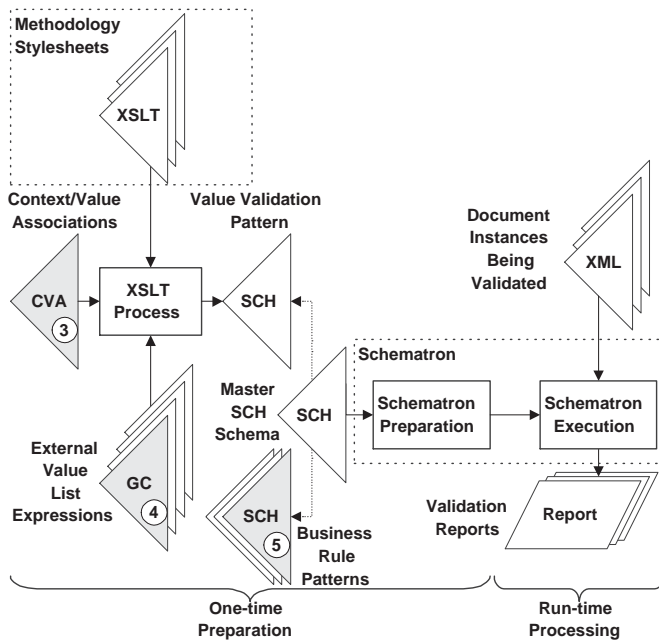 Methodology
Stylesheets
XSLT
Context/Value
Associations
Value Validation
Pattern
Document
Instances
Being
Validated
XML
CVA
3
XSLT
Process
SCH
Schematron
Master
SCH
Schema
SCH
Schematron
Preparation
Schematron
Execution
External
Value
List
Expressions
GC
4
SCH
5
Business
Rule
Patterns
Validation
Reports
Report
One-time
Preparation
Run-time
Processing